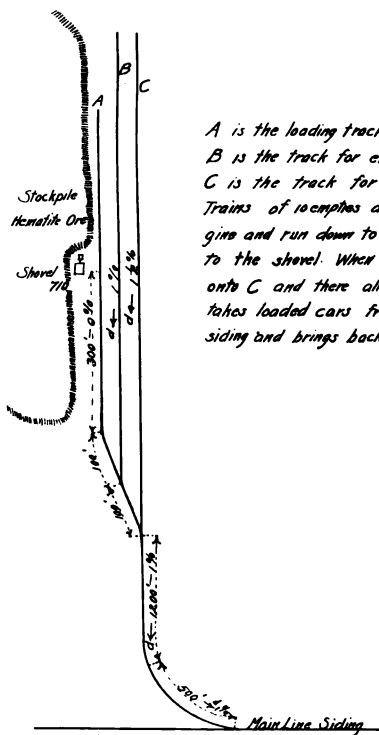 B
C
A
A is the loading track
B is the track for e
C is the track for
Trains of 10 empties a
gine and run down to
to the shovel. When
onto C and there al
takes loaded cars fr
siding and brings back
Stockpile
Hematite Ore
Shovel
710
300'-0%
d ← 1%
d ← 1½%
100'
100'
d ← 1200'-1%
500'
Main Line Siding